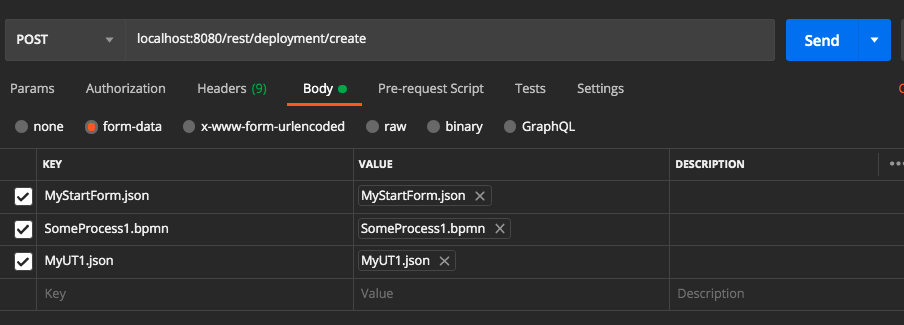 POST localhost:8080/rest/deployment/create Send
Params Authorization Headers (9) Body Pre-request Script Tests Settings
none form-data x-www-form-urlencoded raw binary GraphQL
KEY VALUE DESCRIPTION
MyStartForm.json MyStartForm.json
SomeProcess1.bpmn SomeProcess1.bpmn
MyUT1.json MyUT1.json
Key Value Description